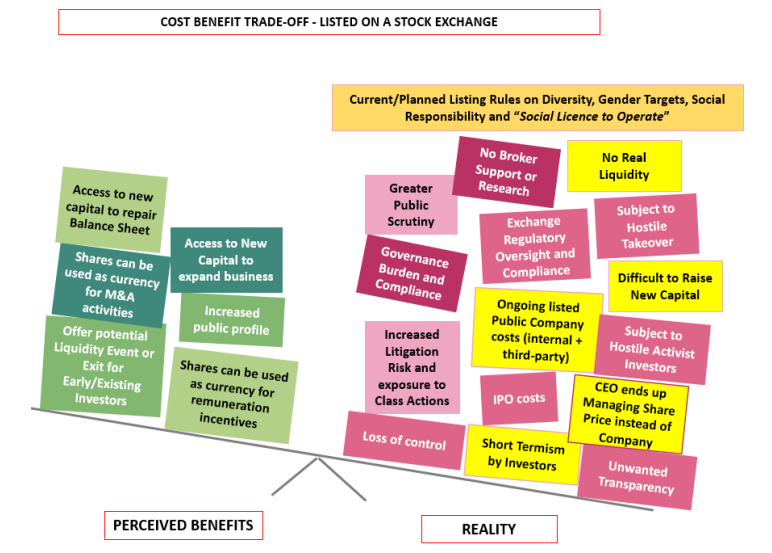 COST BENEFIT TRADE-OFF - LISTED ON A STOCK EXCHANGE
Current/Planned Listing Rules on Diversity, Gender Targets, Social
Responsibility and “Social Licence to Operate”
Access to new
capital to repair
Balance Sheet
Access to New
Capital to
expand business
Shares can be
used as currency
for M&A
activities
Increased
public profile
Offer potential
Liquidity Event or
Exit for
Early/Existing
Investors
Shares can be used
as currency for
remuneration
incentives
No Broker
Support or
Research
No Real
Liquidity
Greater
Public
Scrutiny
Exchange
Regulatory
Oversight and
Compliance
Subject to
Hostile
Takeover
Governance
Burden and
Compliance
Difficult to Raise
New Capital
Ongoing listed
Public Company
costs (internal +
third-party)
Increased
Litigation
Risk and
exposure to
Class Actions
Subject to
Hostile Activist
Investors
IPO costs
CEO ends up
Managing Share
Price instead of
Company
Loss of control
Short Termism
by Investors
Unwanted
Transparency
PERCEIVED BENEFITS
REALITY